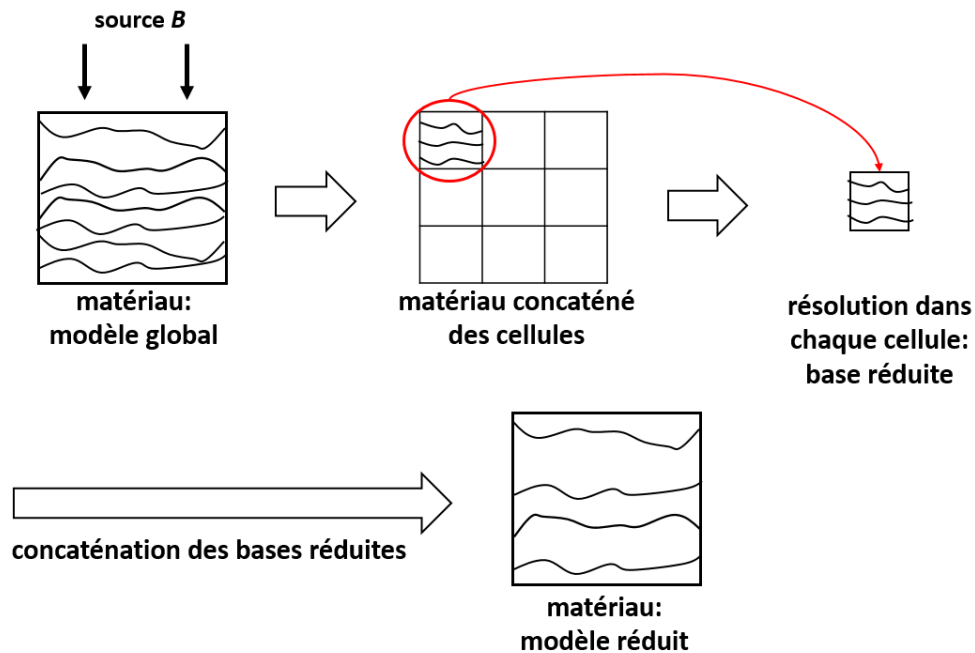 source B
matériau:
modèle global
matériau concaténé
des cellules
résolution dans
chaque cellule:
base réduite
concaténation des bases réduites
matériau:
modèle réduit